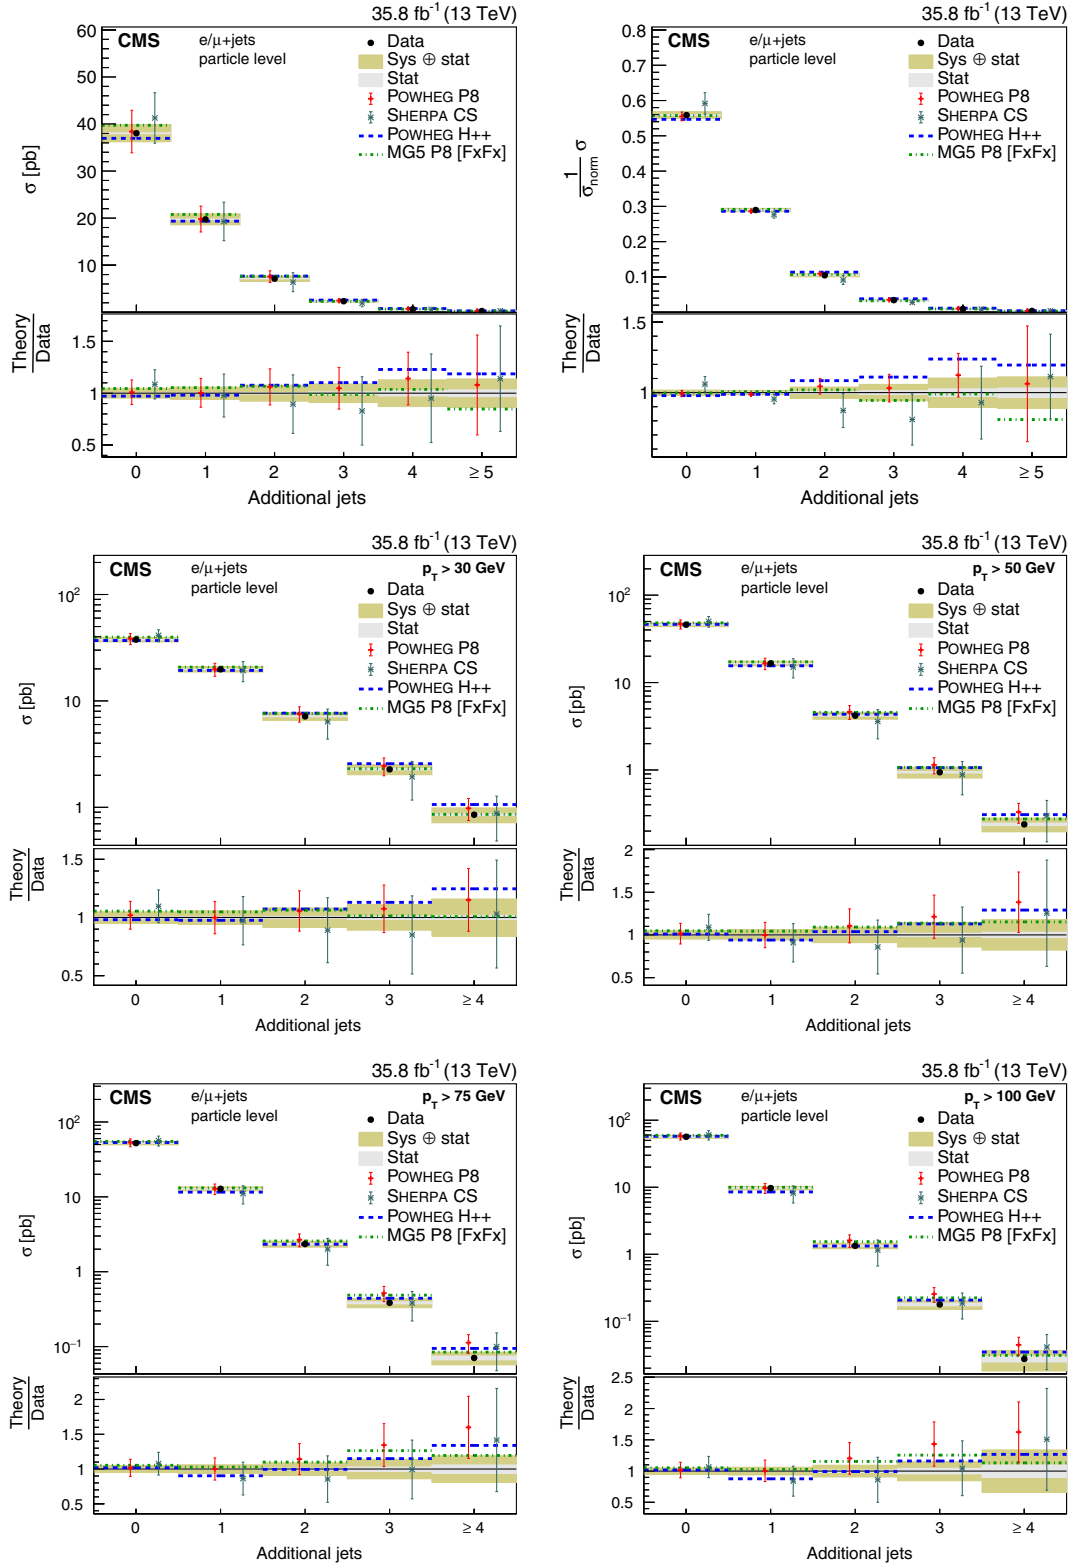 35.8 fb⁻¹ (13 TeV)
CMS
e/μ+jets
particle level
Data
Sys ⊕ stat
Stat
POWHEG P8
SHERPA CS
POWHEG H++
MG5 P8 [FxFx]
σ [pb]
60
50
40
30
20
10
Theory
Data
1.5
1
0.5
0 1 2 3 4 ≥ 5
Additional jets
35.8 fb⁻¹ (13 TeV)
CMS
e/μ+jets
particle level
Data
Sys ⊕ stat
Stat
POWHEG P8
SHERPA CS
POWHEG H++
MG5 P8 [FxFx]
1
σnorm σ
0.8
0.7
0.6
0.5
0.4
0.3
0.2
0.1
Theory
Data
1.5
1
0 1 2 3 4 ≥ 5
Additional jets
35.8 fb⁻¹ (13 TeV)
CMS
e/μ+jets
particle level
p_T > 30 GeV
Data
Sys ⊕ stat
Stat
POWHEG P8
SHERPA CS
POWHEG H++
MG5 P8 [FxFx]
σ [pb]
10²
10
1
Theory
Data
1.5
1
0.5
0 1 2 3 ≥ 4
Additional jets
35.8 fb⁻¹ (13 TeV)
CMS
e/μ+jets
particle level
p_T > 50 GeV
Data
Sys ⊕ stat
Stat
POWHEG P8
SHERPA CS
POWHEG H++
MG5 P8 [FxFx]
σ [pb]
10²
10
1
Theory
Data
2
1.5
1
0.5
0 1 2 3 ≥ 4
Additional jets
35.8 fb⁻¹ (13 TeV)
CMS
e/μ+jets
particle level
p_T > 75 GeV
Data
Sys ⊕ stat
Stat
POWHEG P8
SHERPA CS
POWHEG H++
MG5 P8 [FxFx]
σ [pb]
10²
10
1
10⁻¹
Theory
Data
2
1.5
1
0.5
0 1 2 3 ≥ 4
Additional jets
35.8 fb⁻¹ (13 TeV)
CMS
e/μ+jets
particle level
p_T > 100 GeV
Data
Sys ⊕ stat
Stat
POWHEG P8
SHERPA CS
POWHEG H++
MG5 P8 [FxFx]
σ [pb]
10²
10
1
10⁻¹
Theory
Data
2.5
2
1.5
1
0.5
0 1 2 3 ≥ 4
Additional jets